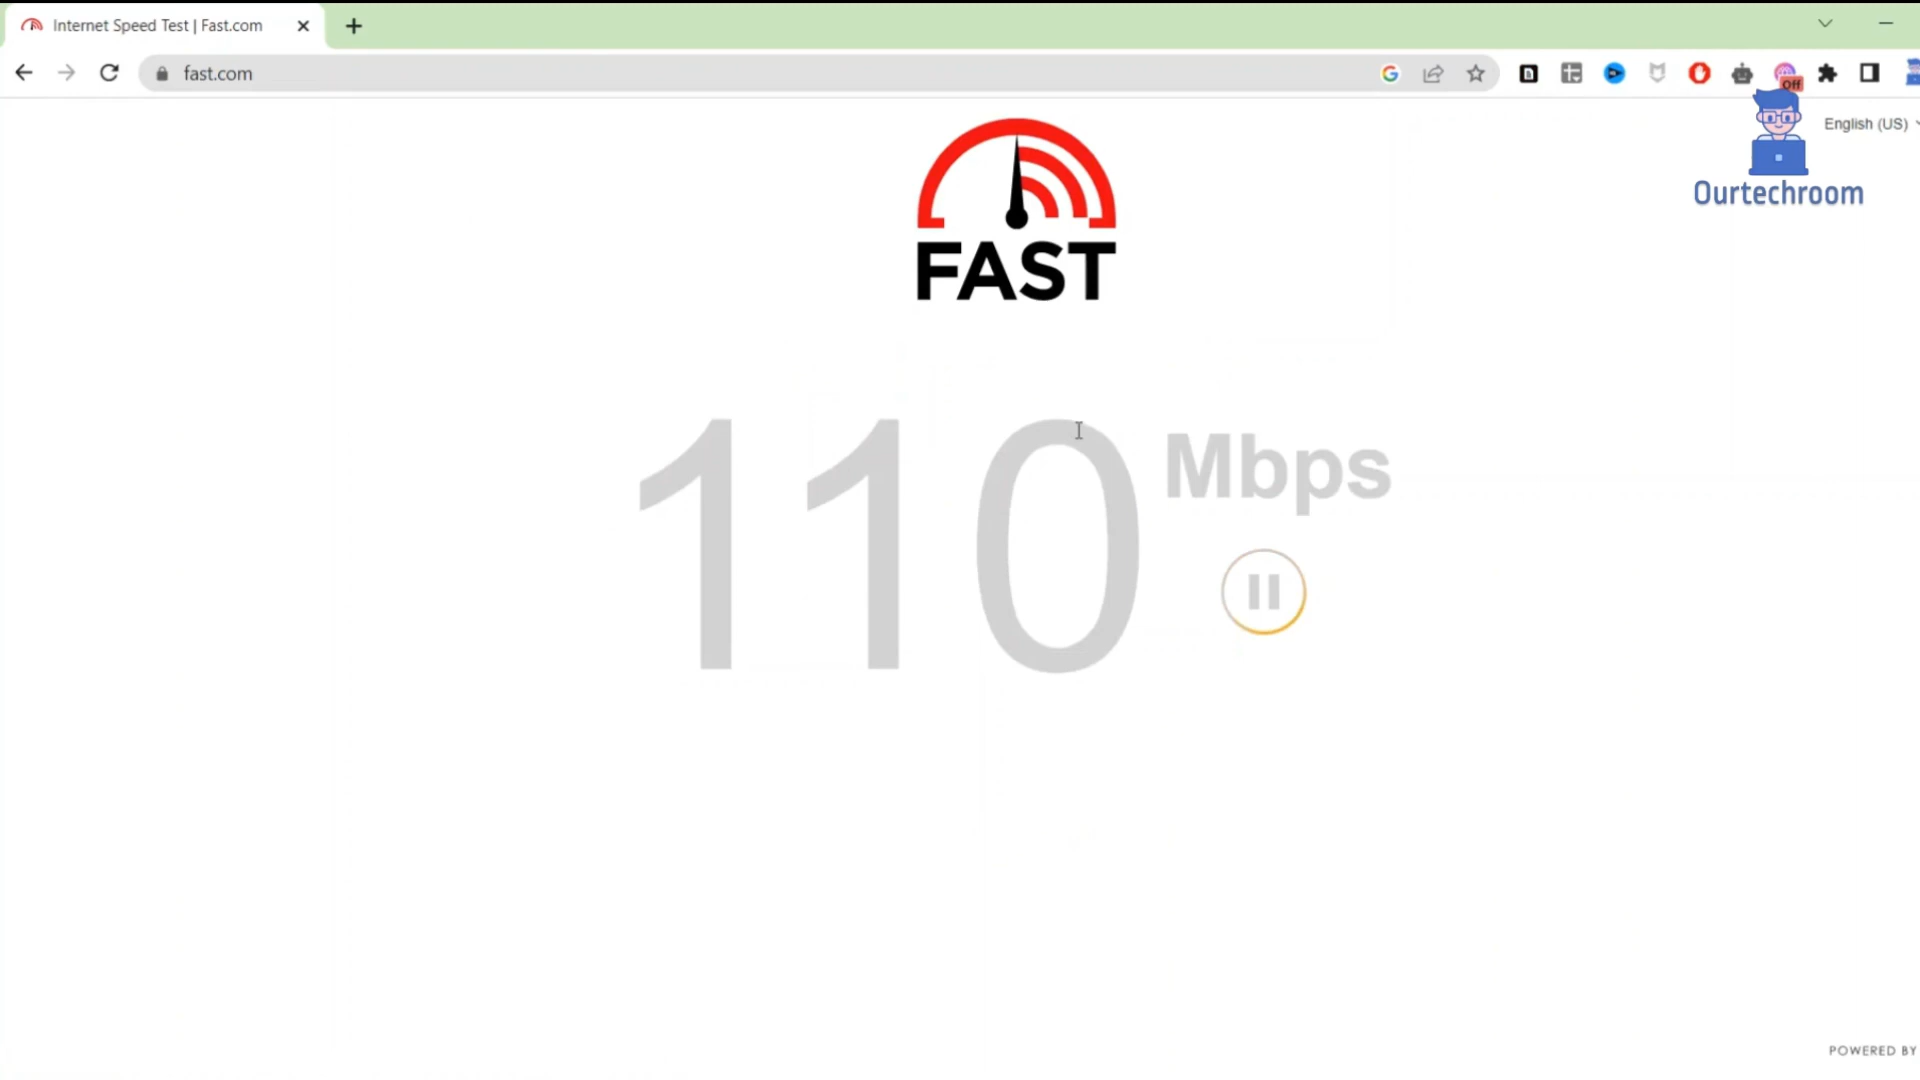 Internet Speed Test | Fast.com
fast.com
Off
English (US)
Ourtechroom
FAST
110 Mbps
POWERED BY